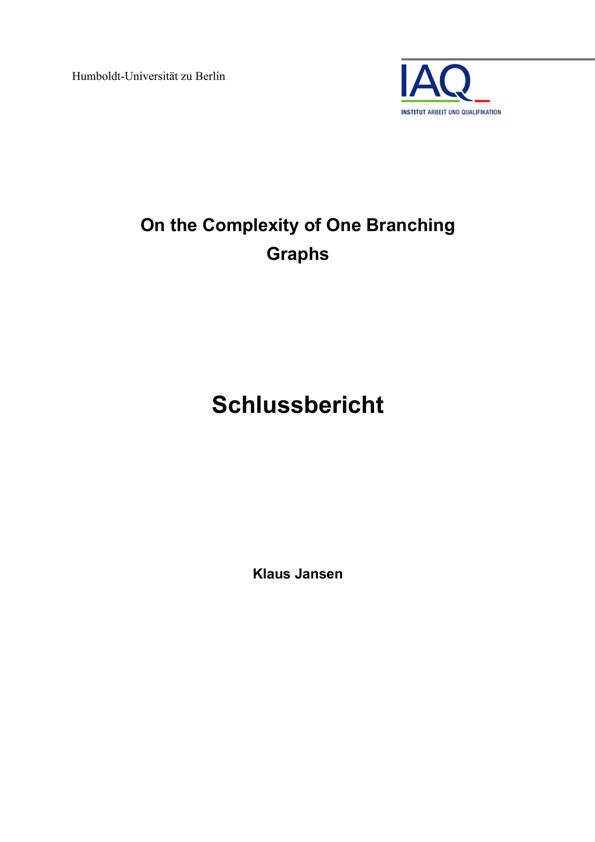 Humboldt-Universität zu Berlin
IAQ
INSTITUT ARBEIT UND QUALIFIKATION
On the Complexity of One Branching
Graphs
Schlussbericht
Klaus Jansen